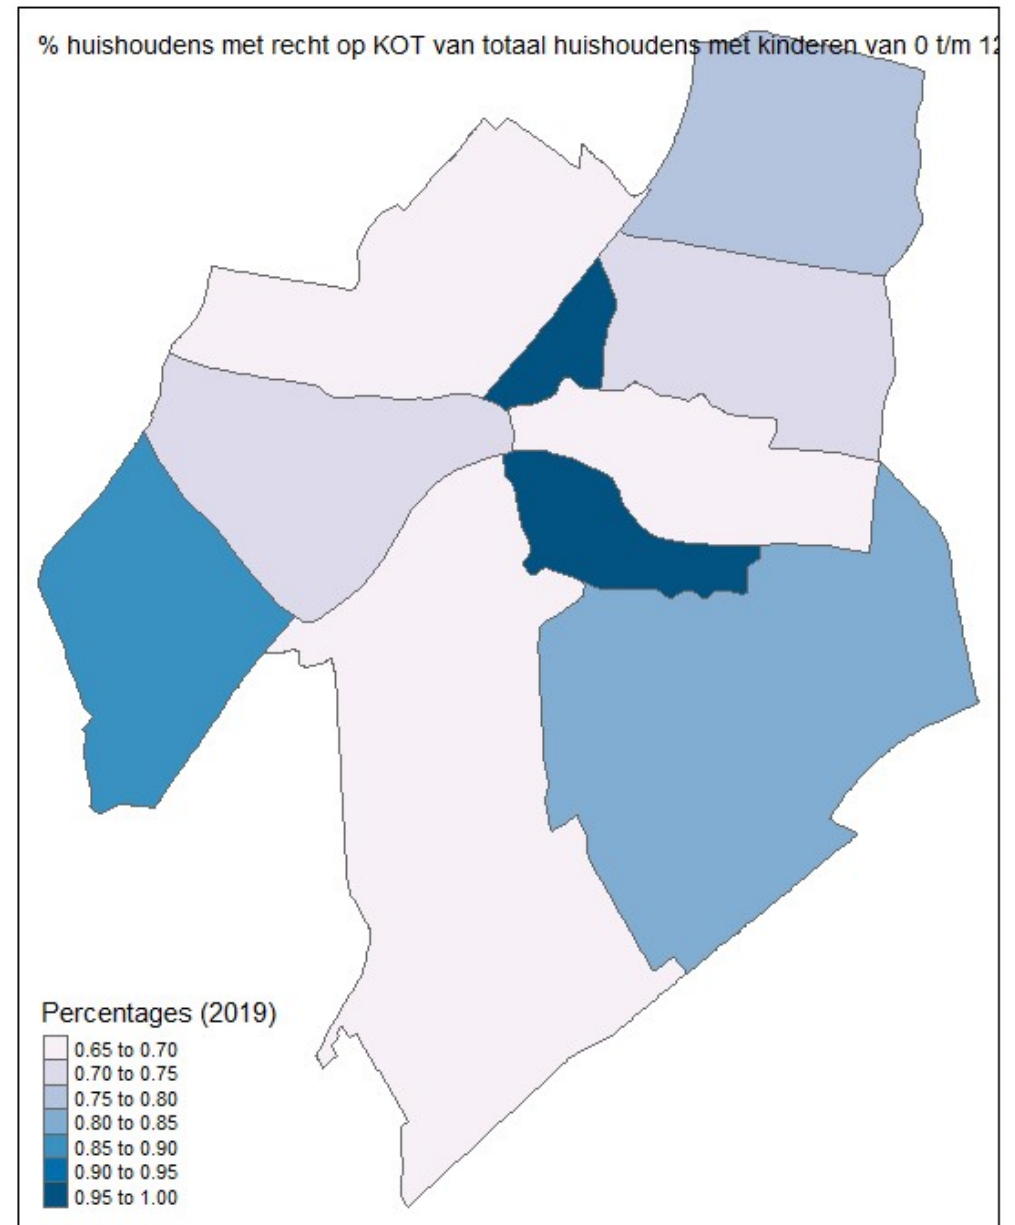 % huishoudens met recht op KOT van totaal huishoudens met kinderen van 0 t/m 12
Percentages (2019)
0.65 to 0.70
0.70 to 0.75
0.75 to 0.80
0.80 to 0.85
0.85 to 0.90
0.90 to 0.95
0.95 to 1.00